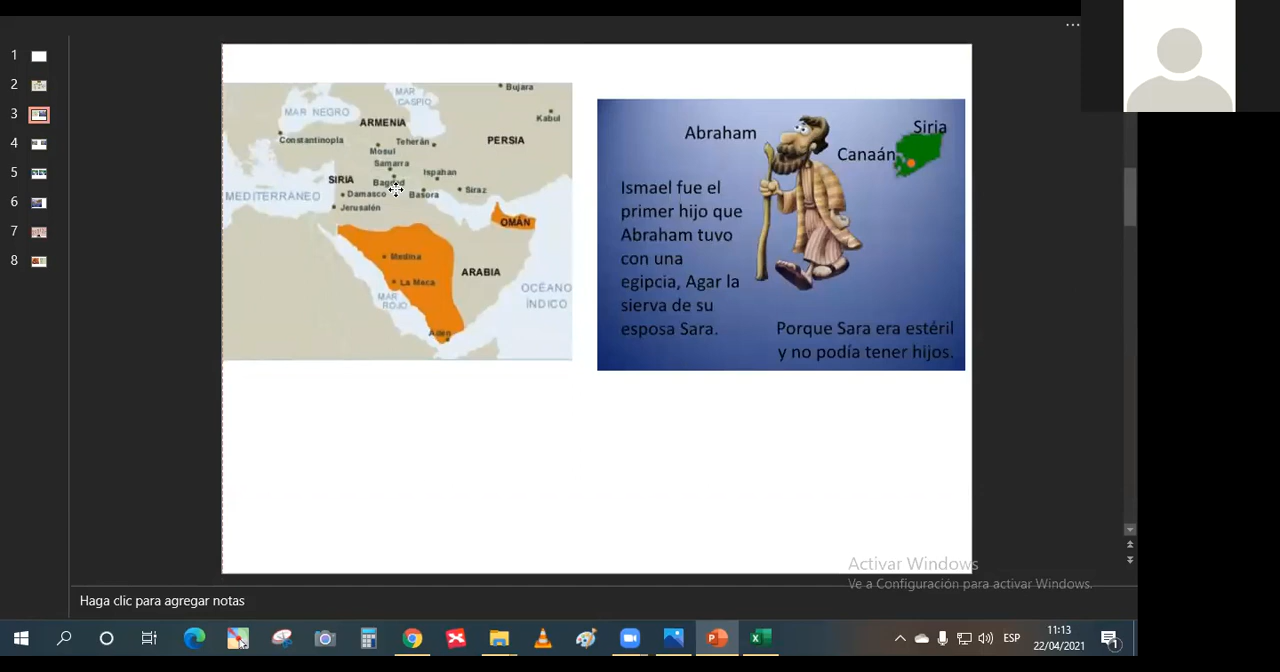 1
2
3
4
5
6
7
8
Bujara
MAR
CASPIO
MAR NEGRO
Kabul
ARMENIA
Constantinopla
Teherán
PERSIA
Mosul
Samarra
Ispahan
SIRIA
Bagdad
Siraz
MEDITERRÁNEO
Damasco
Basora
Jerusalén
OMÁN
Medina
ARABIA
La Meca
OCÉANO
ÍNDICO
MAR
ROJO
Aden
Abraham
Siria
Canaán
Ismael fue el
primer hijo que
Abraham tuvo
con una
egipcia, Agar la
sierva de su
esposa Sara.
Porque Sara era estéril
y no podía tener hijos.
Activar Windows
Ve a Configuración para activar Windows.
Haga clic para agregar notas
ESP
11:13
22/04/2021
1